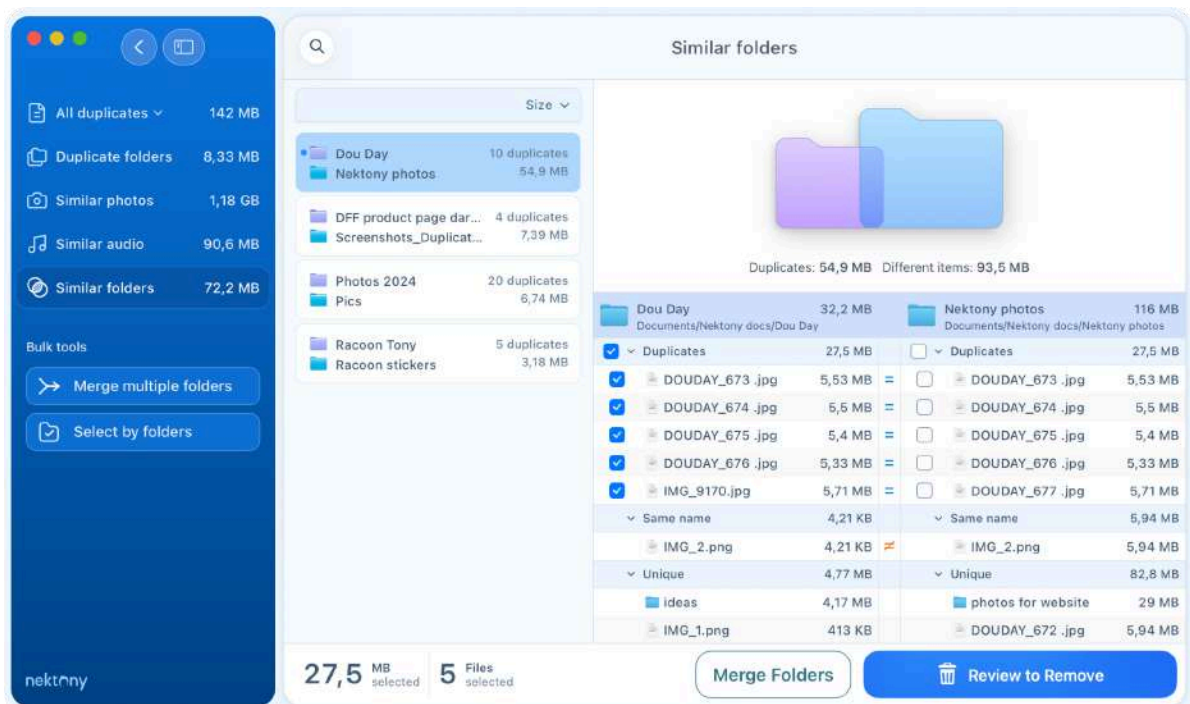 Similar folders
All duplicates 142 MB
Duplicate folders 8,33 MB
Similar photos 1,18 GB
Similar audio 90,6 MB
Similar folders 72,2 MB
Bulk tools
Merge multiple folders
Select by folders
nektony
Size
Dou Day 10 duplicates
Nektony photos 54,9 MB
DFF product page dar... 4 duplicates
Screenshots_Duplicat... 7,39 MB
Photos 2024 20 duplicates
Pics 6,74 MB
Racoon Tony 5 duplicates
Racoon stickers 3,18 MB
Duplicates: 54,9 MB Different items: 93,5 MB
Dou Day 32,2 MB Nektony photos 116 MB
Documents/Nektony docs/Dou Day Documents/Nektony docs/Nektony photos
Duplicates 27,5 MB Duplicates 27,5 MB
DOUDAY_673 .jpg 5,53 MB = DOUDAY_673 .jpg 5,53 MB
DOUDAY_674 .jpg 5,5 MB = DOUDAY_674 .jpg 5,5 MB
DOUDAY_675 .jpg 5,4 MB = DOUDAY_675 .jpg 5,4 MB
DOUDAY_676 .jpg 5,33 MB = DOUDAY_676 .jpg 5,33 MB
IMG_9170.jpg 5,71 MB = DOUDAY_677 .jpg 5,71 MB
Same name 4,21 KB Same name 5,94 MB
IMG_2.png 4,21 KB ≠ IMG_2.png 5,94 MB
Unique 4,77 MB Unique 82,8 MB
ideas 4,17 MB photos for website 29 MB
IMG_1.png 413 KB DOUDAY_672 .jpg 5,94 MB
27,5 MB selected 5 Files selected
Merge Folders
Review to Remove